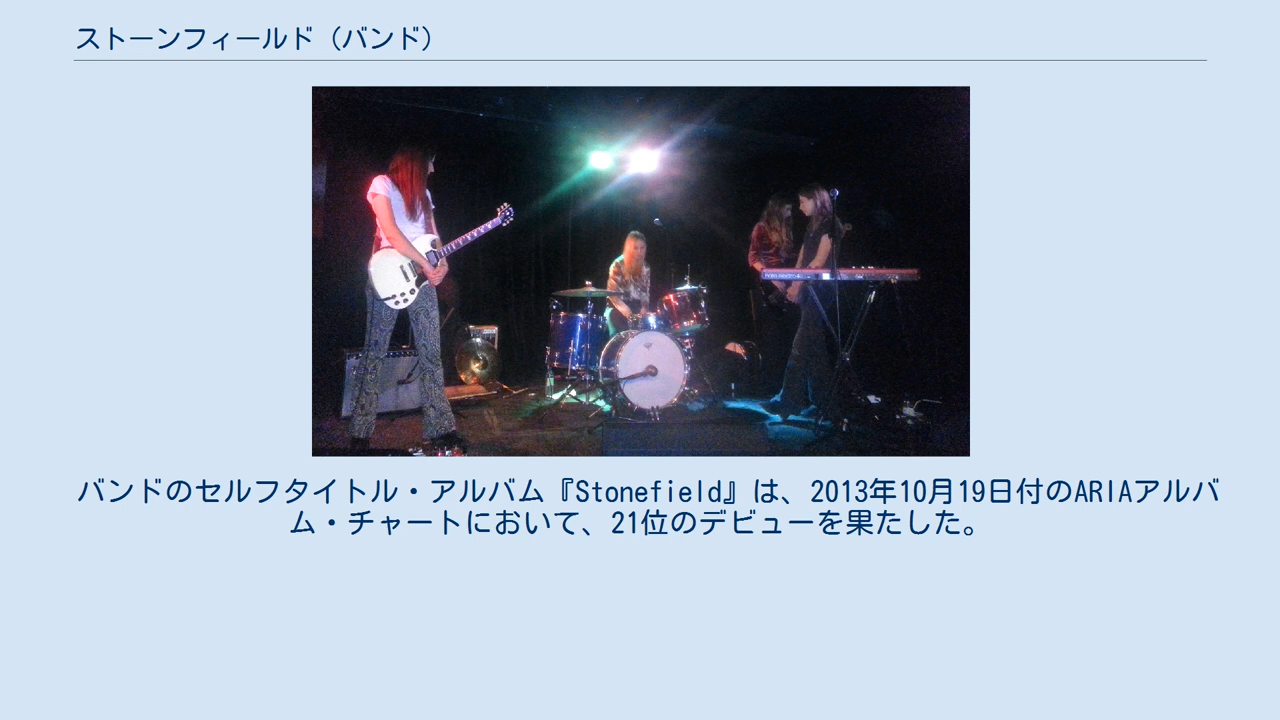 ストーンフィールド（バンド）
バンドのセルフタイトル・アルバム『Stonefield』は、2013年10月19日付のARIAアルバ
ム・チャートにおいて、21位のデビューを果たした。